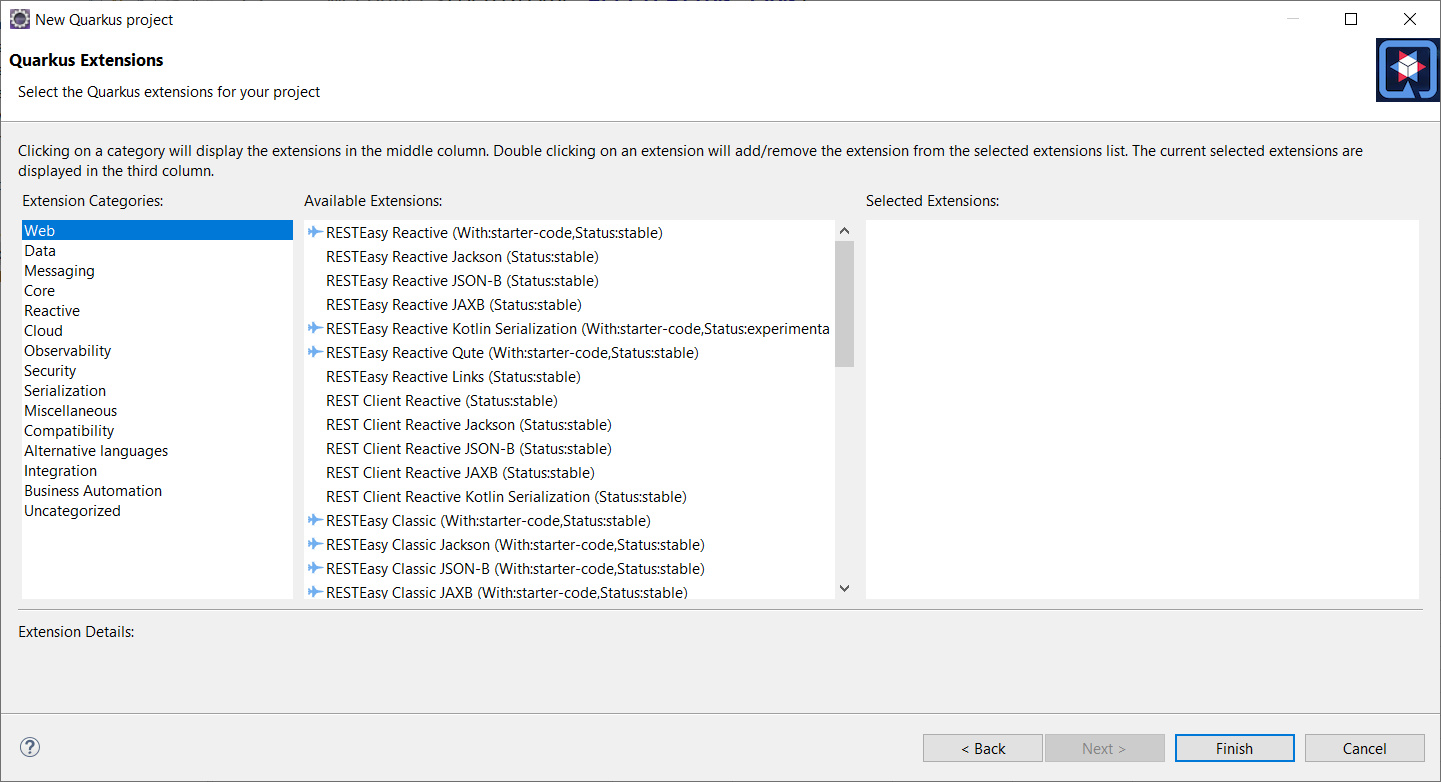 New Quarkus project
Quarkus Extensions
Select the Quarkus extensions for your project
Clicking on a category will display the extensions in the middle column. Double clicking on an extension will add/remove the extension from the selected extensions list. The current selected extensions are
displayed in the third column.
Extension Categories:
Web
Data
Messaging
Core
Reactive
Cloud
Observability
Security
Serialization
Miscellaneous
Compatibility
Alternative languages
Integration
Business Automation
Uncategorized
Available Extensions:
RESTEasy Reactive (With:starter-code,Status:stable)
RESTEasy Reactive Jackson (Status:stable)
RESTEasy Reactive JSON-B (Status:stable)
RESTEasy Reactive JAXB (Status:stable)
RESTEasy Reactive Kotlin Serialization (With:starter-code,Status:experimenta
RESTEasy Reactive Qute (With:starter-code,Status:stable)
RESTEasy Reactive Links (Status:stable)
REST Client Reactive (Status:stable)
REST Client Reactive Jackson (Status:stable)
REST Client Reactive JSON-B (Status:stable)
REST Client Reactive JAXB (Status:stable)
REST Client Reactive Kotlin Serialization (Status:stable)
RESTEasy Classic (With:starter-code,Status:stable)
RESTEasy Classic Jackson (With:starter-code,Status:stable)
RESTEasy Classic JSON-B (With:starter-code,Status:stable)
RESTEasy Classic JAXB (With:starter-code,Status:stable)
Selected Extensions:
Extension Details:
?
< Back
Next >
Finish
Cancel